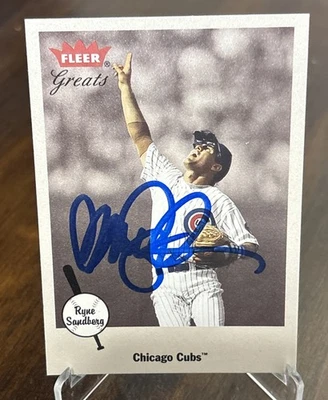 FLEER
Greats
Ryne
Sandberg
Chicago Cubs™